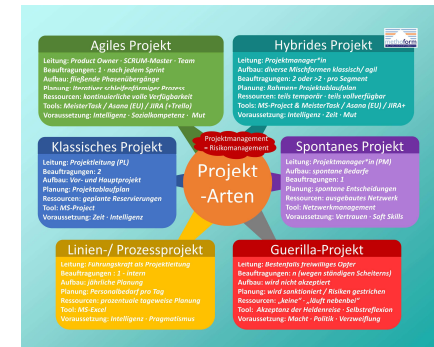 Agiles Projekt
Leitung: Product Owner · SCRUM-Master · Team
Beauftragungen: 1 · nach jedem Sprint
Aufbau: fließende Phasenübergänge
Planung: Iterativer schleifenförmiger Prozess
Ressourcen: kontinuierliche volle Verfügbarkeit
Tools: MeisterTask / Asana (EU) / JIRA (+Trello)
Voraussetzung: Intelligenz · Sozialkompetenz · Mut
Hybrides Projekt
Leitung: Projektmanager*in
Aufbau: diverse Mischformen klassisch/ agil
Beauftragungen: 2 oder >2 · pro Segment
Planung: Rahmen= Projektablaufplan
Ressourcen: teils temporär · teils vollverfügbar
Tools: MS-Project & MeisterTask / Asana (EU) / JIRA+
Voraussetzung: Intelligenz · Zeit · Mut
Projektmanagement
= Risikomanagement
Klassisches Projekt
Leitung: Projektleitung (PL)
Beauftragungen: 2
Aufbau: Vor- und Hauptprojekt
Planung: Projektablaufplan
Ressourcen: geplante Reservierungen
Tool: MS-Project
Voraussetzung: Zeit · Intelligenz
Projekt
-Arten
Spontanes Projekt
Leitung: Projektmanager*in (PM)
Aufbau: spontane Bedarfe
Beauftragungen: 1
Planung: spontane Entscheidungen
Ressourcen: ausgebautes Netzwerk
Tool: Netzwerkmanagement
Voraussetzung: Vertrauen · Soft Skills
Linien-/ Prozessprojekt
Leitung: Führungskraft als Projektleitung
Beauftragungen : 1 · intern
Aufbau: jährliche Planung
Planung: Personalbedarf pro Tag
Ressourcen: prozentuale tageweise Planung
Tool: MS-Excel
Voraussetzung: Intelligenz · Pragmatismus
Guerilla-Projekt
Leitung: Bestenfalls freiwilliges Opfer
Beauftragungen: n (wegen ständigen Scheiterns)
Aufbau: wird nicht akzeptiert
Planung: wird sanktioniert / Risiken gestrichen
Ressourcen: „keine“ · „läuft nebenbei“
Tool: Akzeptanz der Heldenreise · Selbstreflexion
Voraussetzung: Macht · Politik · Verzweiflung